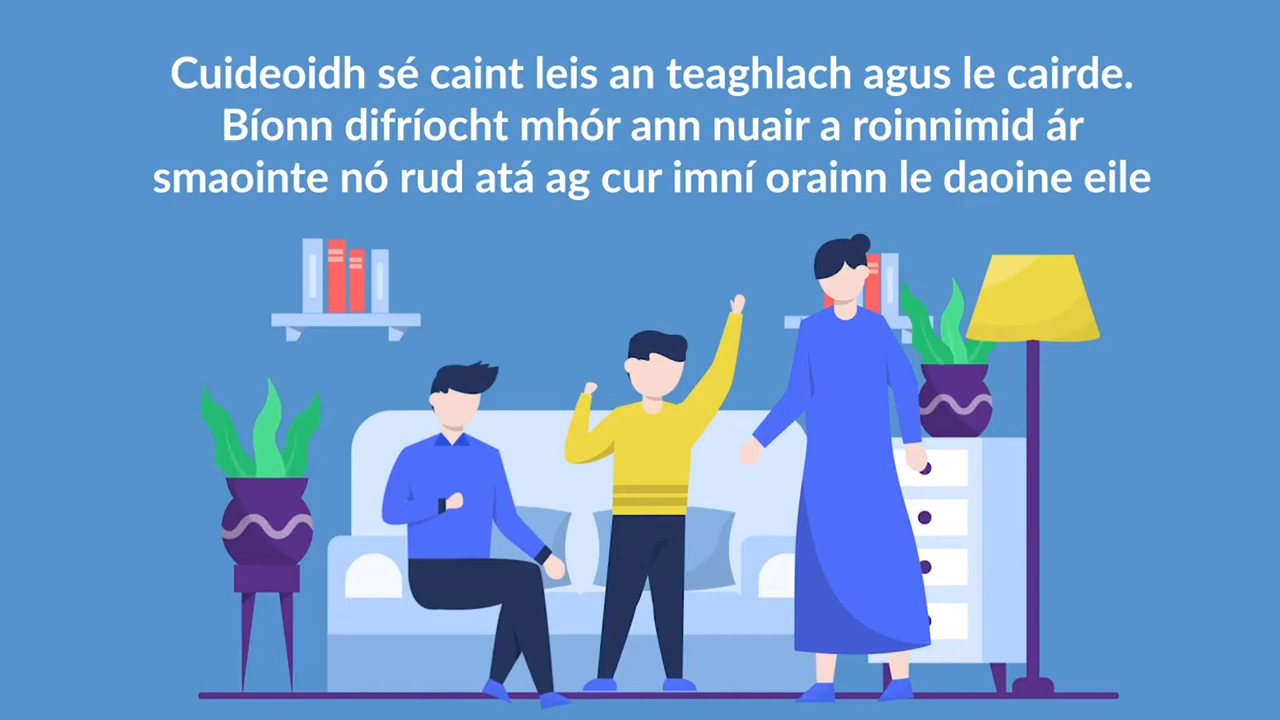 Cuideoidh sé caint leis an teaghlach agus le cairde.
Bíonn difríocht mhór ann nuair a roinnimid ár
smaointe nó rud atá ag cur imní orainn le daoine eile